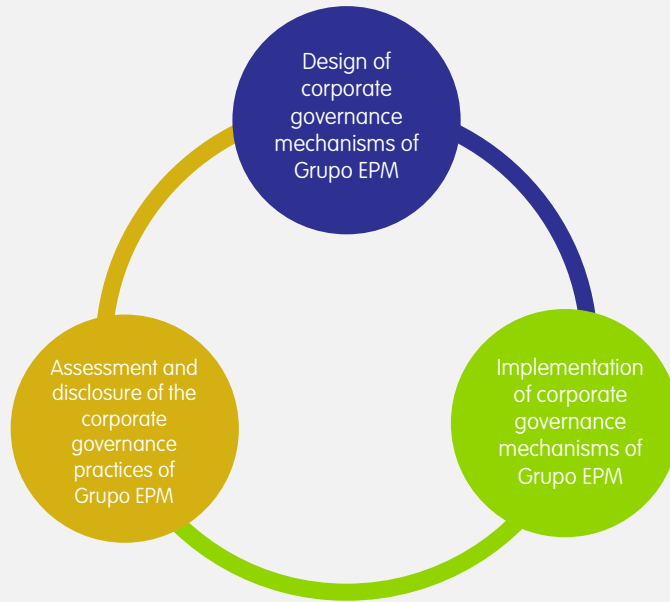 Design of
corporate
governance
mechanisms of
Grupo EPM
Assessment and
disclosure of the
corporate
governance
practices of
Grupo EPM
Implementation
of corporate
governance
mechanisms of
Grupo EPM